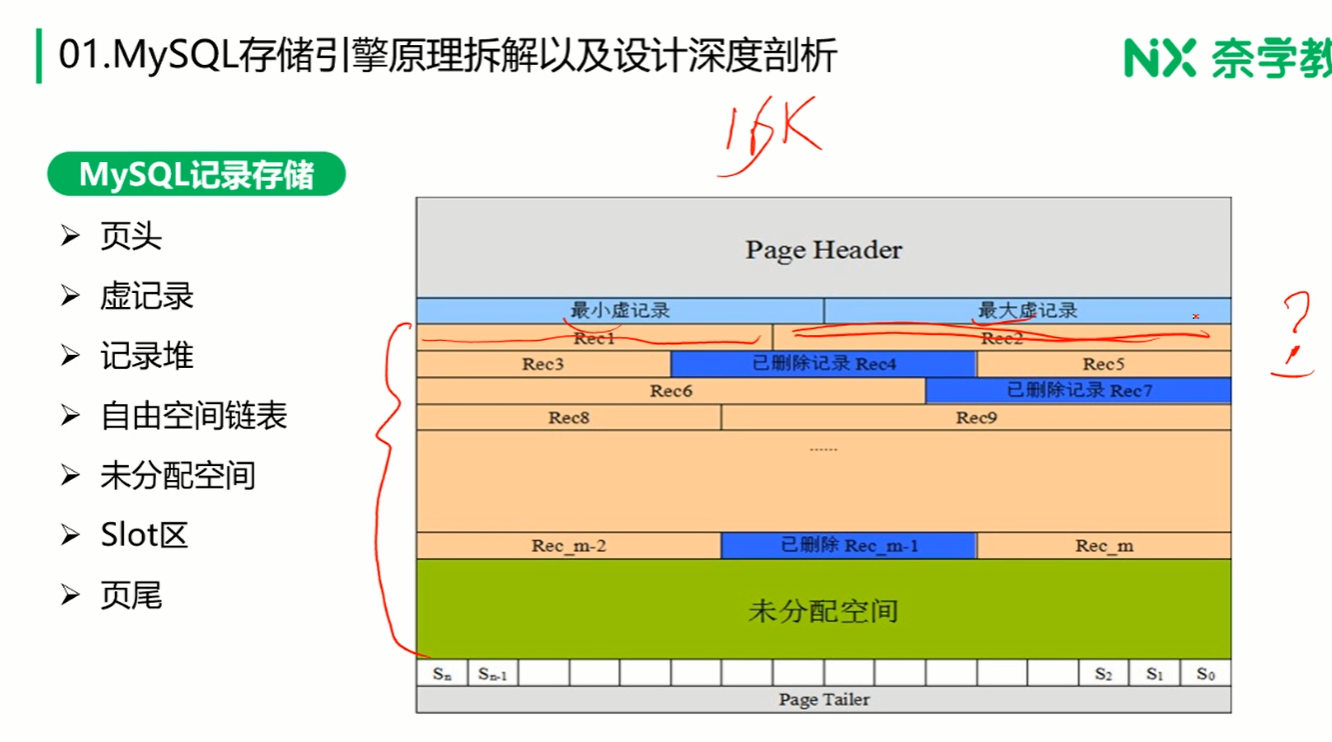 01.MySQL存储引擎原理拆解以及设计深度剖析
NX 奈学教
16K
MySQL记录存储
页头
虚记录
记录堆
自由空间链表
未分配空间
Slot区
页尾
Page Header
最小虚记录 最大虚记录
Rec1 Rec2
Rec3 已删除记录 Rec4 Rec5
Rec6 已删除记录 Rec7
Rec8 Rec9
......
Rec_m-2 已删除 Rec_m-1 Rec_m
未分配空间
Sn Sn-1 S2 S1 S0
Page Tailer
?